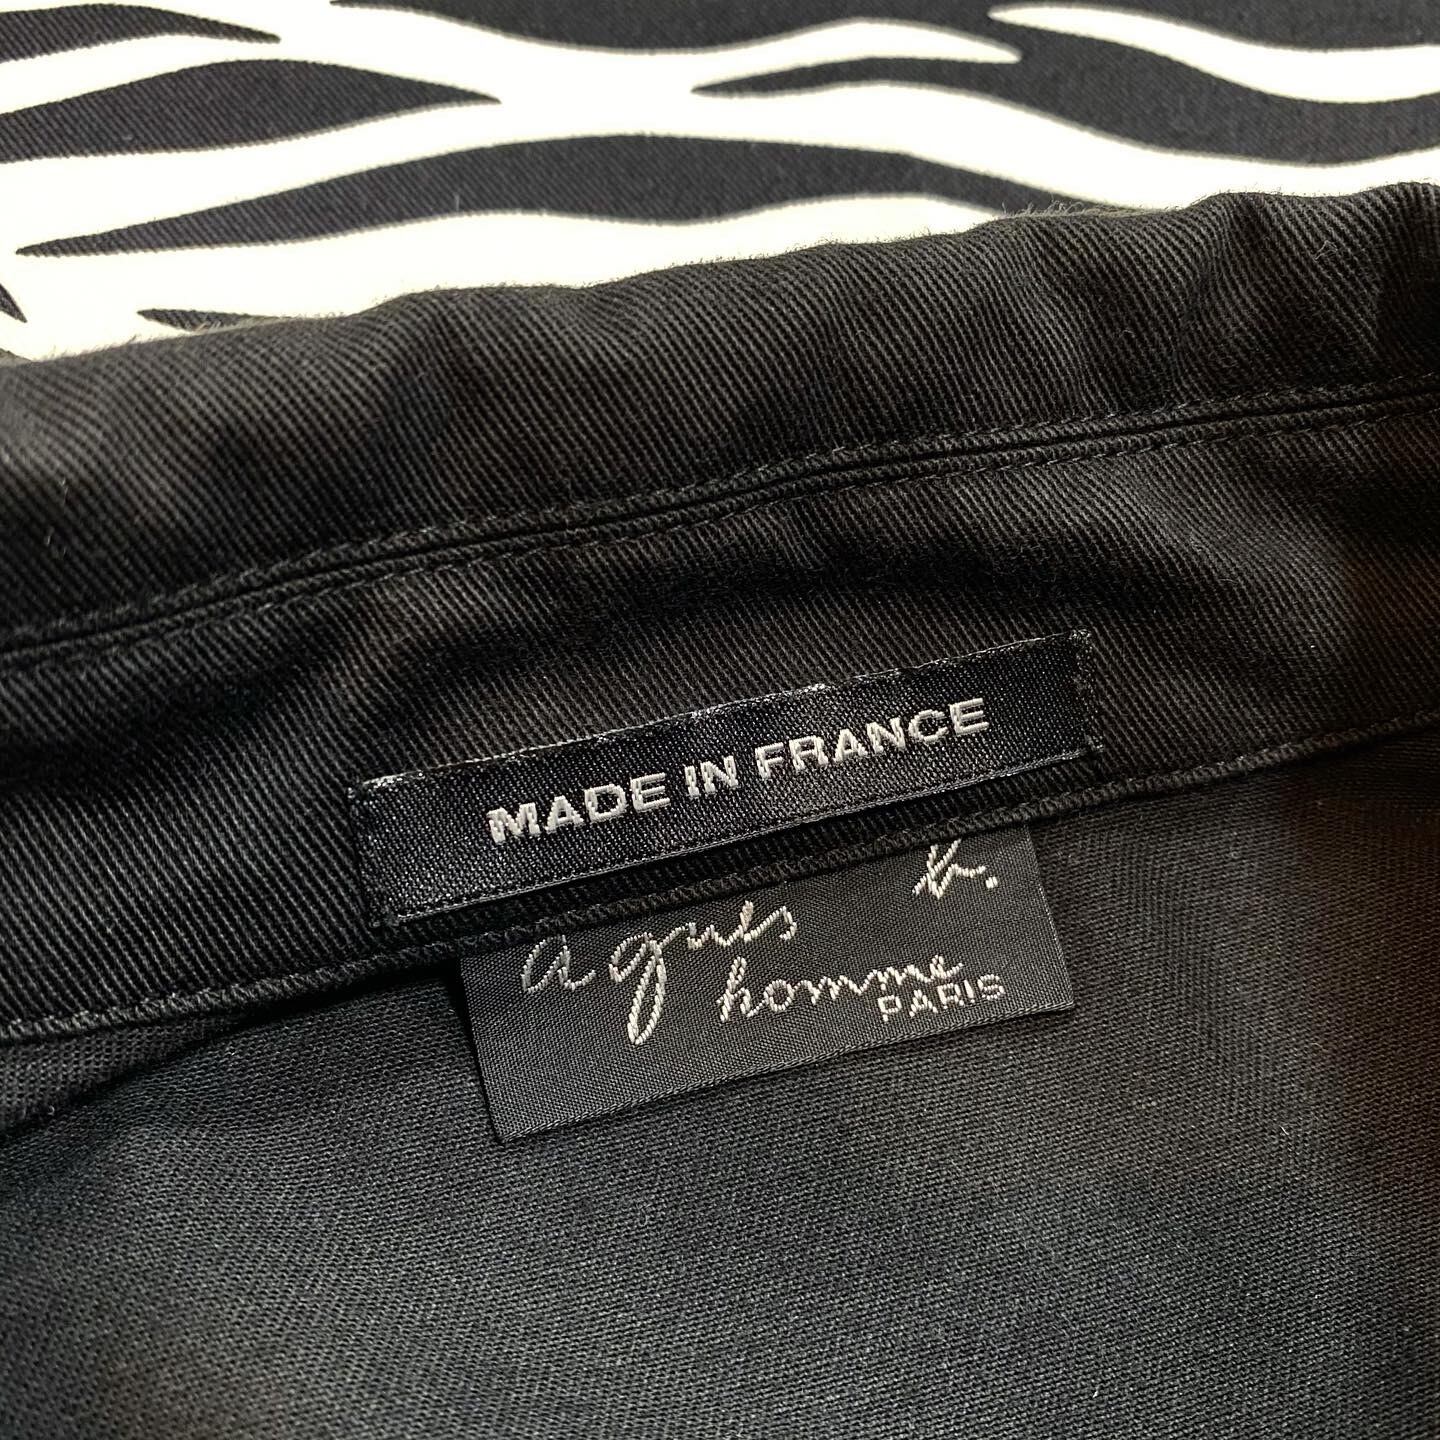 MADE IN FRANCE
agnès b.
homme
PARIS